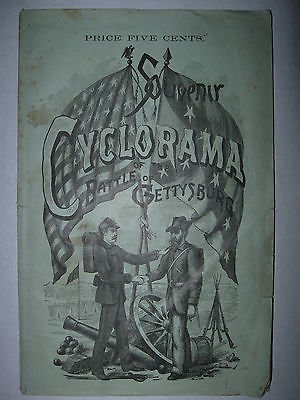 PRICE FIVE CENTS.
Souvenir
CYCLORAMA
OF
BATTLE OF GETTYSBURG